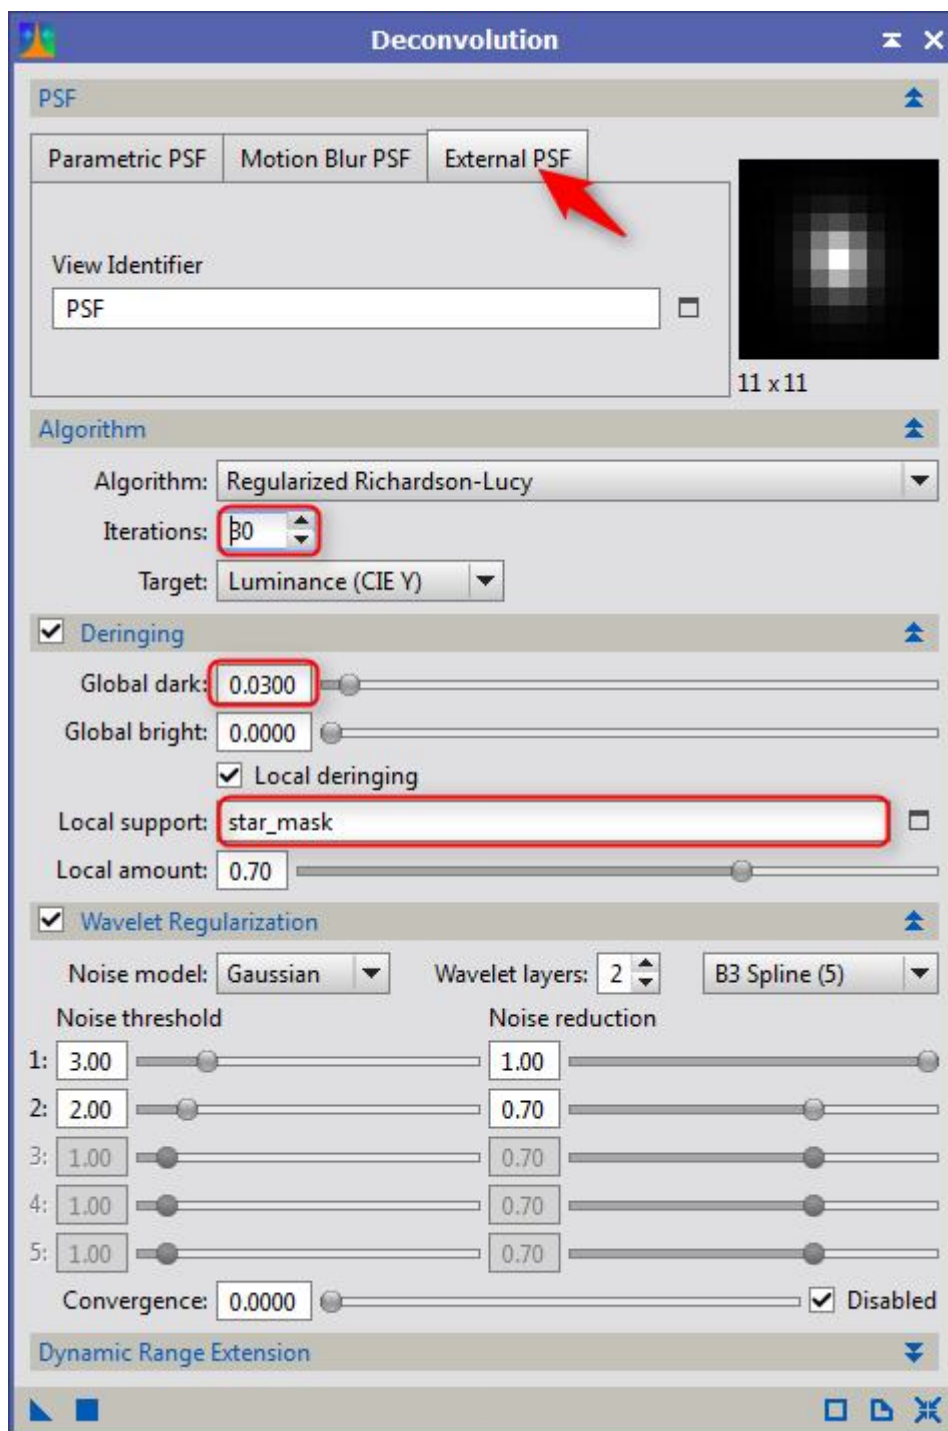 Deconvolution
PSF
Parametric PSF Motion Blur PSF External PSF
View Identifier
PSF
11 x 11
Algorithm
Algorithm: Regularized Richardson-Lucy
Iterations: 30
Target: Luminance (CIE Y)
Deringing
Global dark: 0.0300
Global bright: 0.0000
Local deringing
Local support: star_mask
Local amount: 0.70
Wavelet Regularization
Noise model: Gaussian Wavelet layers: 2 B3 Spline (5)
Noise threshold Noise reduction
1: 3.00 1.00
2: 2.00 0.70
3: 1.00 0.70
4: 1.00 0.70
5: 1.00 0.70
Convergence: 0.0000 Disabled
Dynamic Range Extension